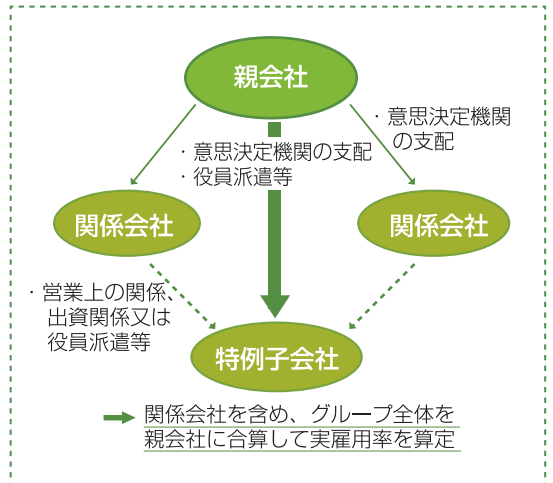 親会社
・意思決定機関
の支配
・意思決定機関の支配
・役員派遣等
関係会社
関係会社
・営業上の関係、
出資関係又は
役員派遣等
特例子会社
関係会社を含め、グループ全体を
親会社に合算して実雇用率を算定